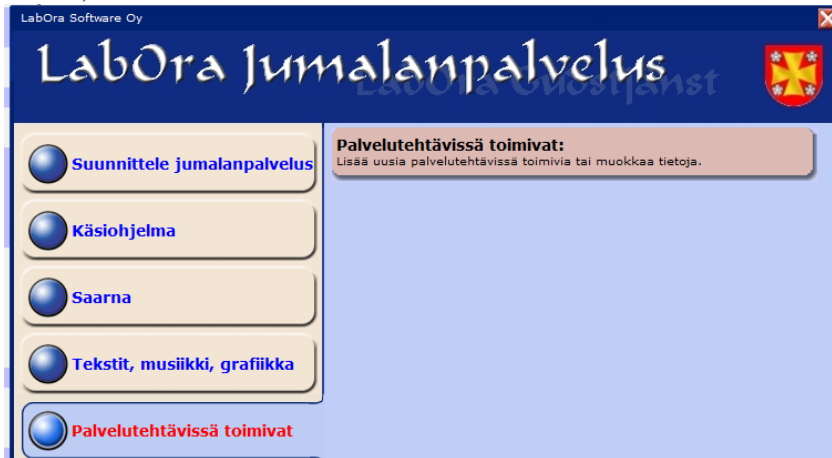 LabOra Software Oy
LabOra Jumalanpalvelus
LabOra Gudstjänst
Suunnittele jumalanpalvelus
Palvelutehtävissä toimivat:
Lisää uusia palvelutehtävissä toimivia tai muokkaa tietoja.
Käsiohjelma
Saarna
Tekstit, musiikki, grafiikka
Palvelutehtävissä toimivat